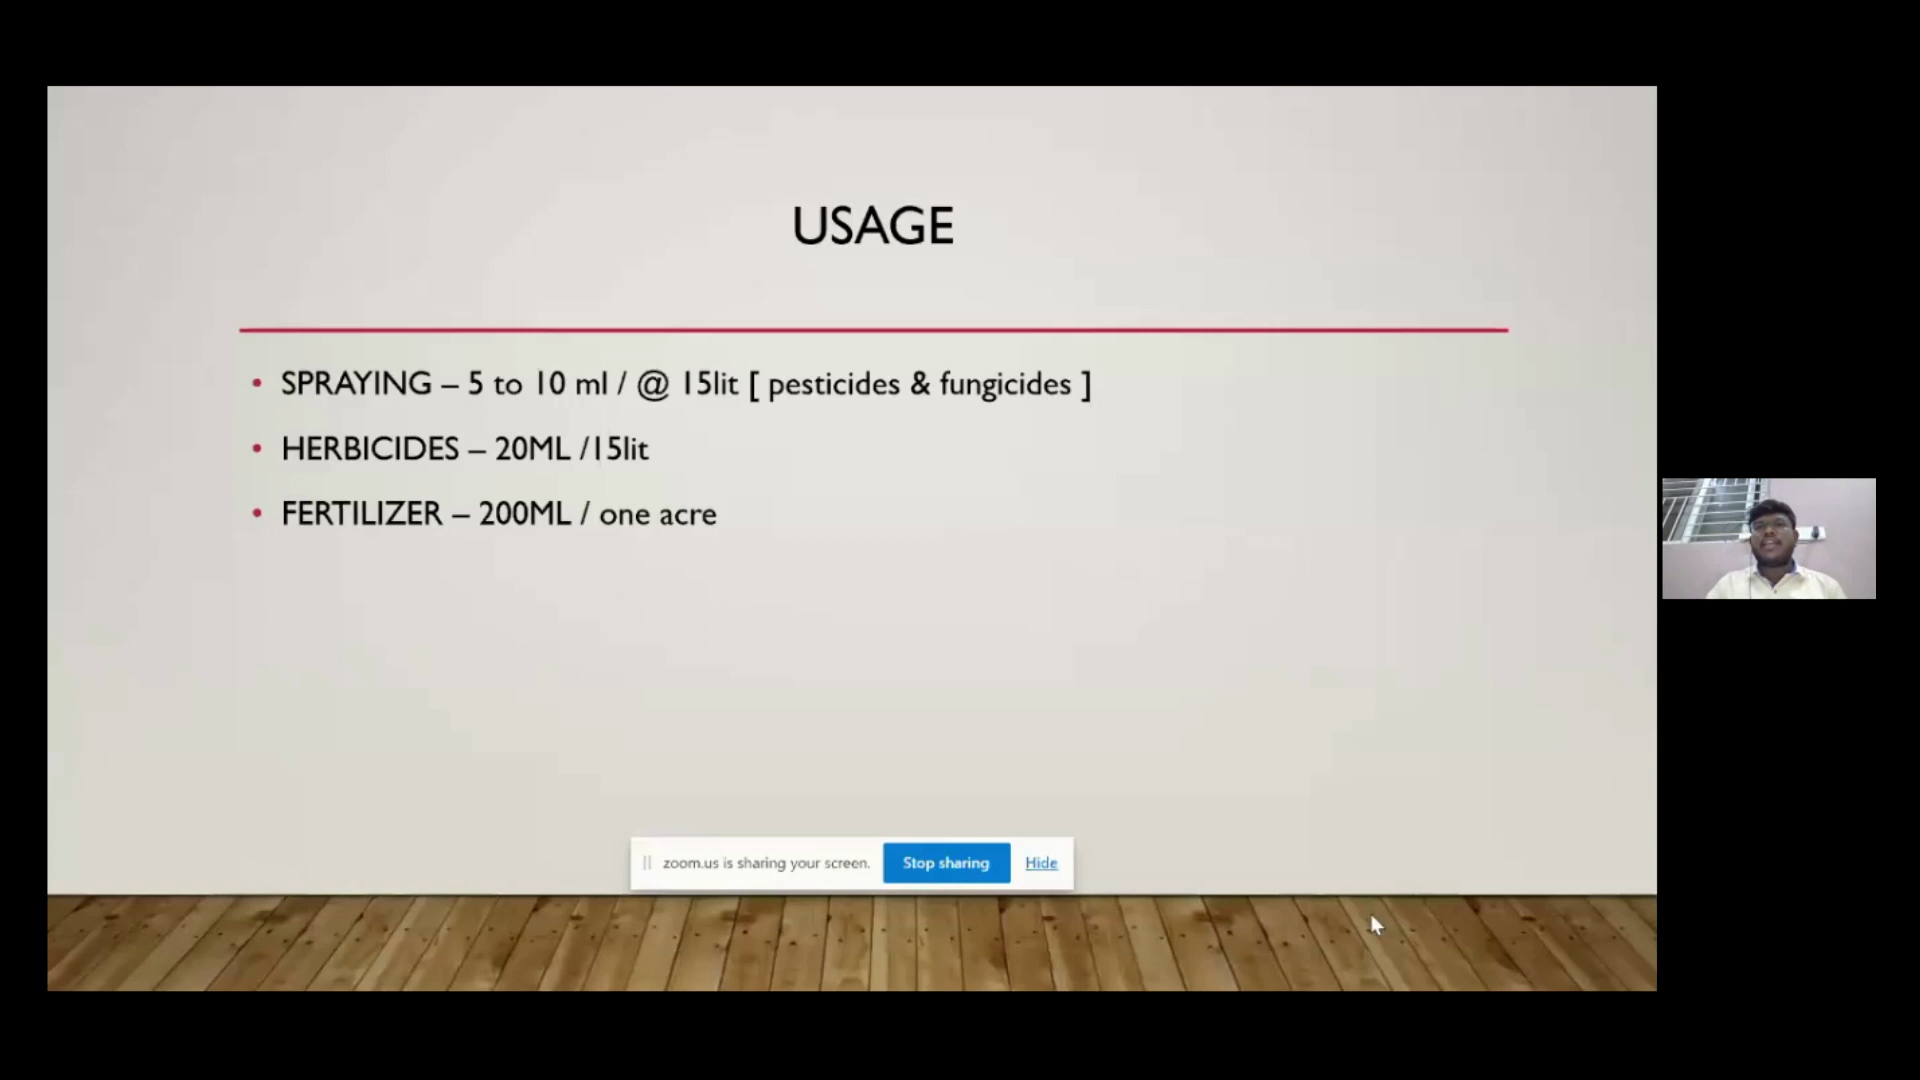 USAGE
• SPRAYING – 5 to 10 ml / @ 15lit [ pesticides & fungicides ]
• HERBICIDES – 20ML /15lit
• FERTILIZER – 200ML / one acre
zoom.us is sharing your screen. Stop sharing Hide